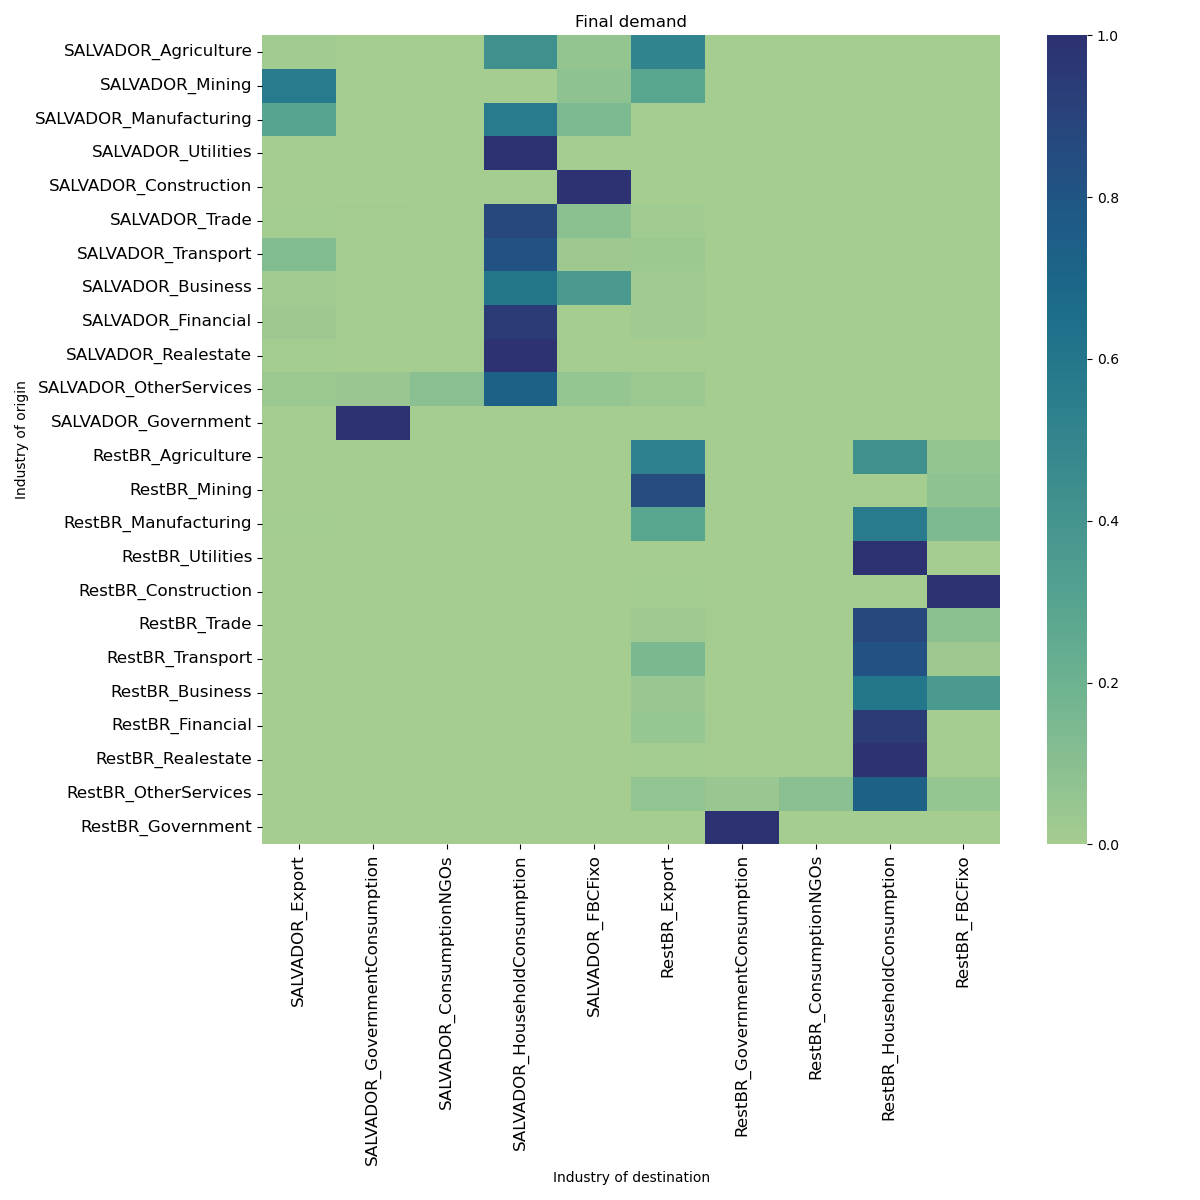 Final demand
SALVADOR_Agriculture
SALVADOR_Mining
SALVADOR_Manufacturing
SALVADOR_Utilities
SALVADOR_Construction
SALVADOR_Trade
SALVADOR_Transport
SALVADOR_Business
SALVADOR_Financial
SALVADOR_Realestate
SALVADOR_OtherServices
SALVADOR_Government
RestBR_Agriculture
RestBR_Mining
RestBR_Manufacturing
RestBR_Utilities
RestBR_Construction
RestBR_Trade
RestBR_Transport
RestBR_Business
RestBR_Financial
RestBR_Realestate
RestBR_OtherServices
RestBR_Government
Industry of origin
SALVADOR_Export
SALVADOR_GovernmentConsumption
SALVADOR_ConsumptionNGOs
SALVADOR_HouseholdConsumption
SALVADOR_FBCFixo
RestBR_Export
RestBR_GovernmentConsumption
RestBR_ConsumptionNGOs
RestBR_HouseholdConsumption
RestBR_FBCFixo
Industry of destination
1.0
0.8
0.6
0.4
0.2
0.0